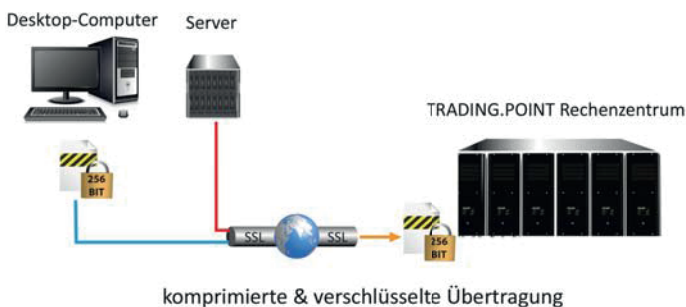 Desktop-Computer
Server
TRADING.POINT Rechenzentrum
256
BIT
SSL
SSL
256
BIT
komprimierte & verschlüsselte Übertragung